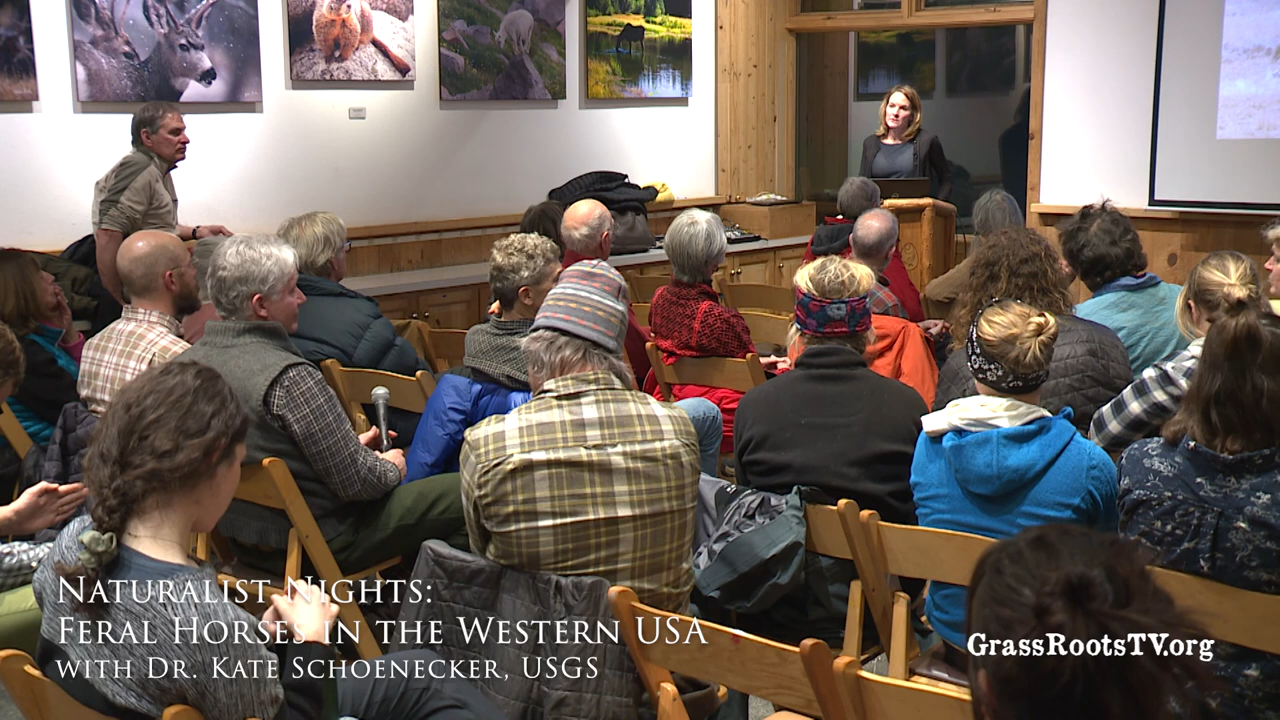 Naturalist Nights:
Feral Horses in the Western USA
with Dr. Kate Schoenecker, USGS
GrassRootsTV.org